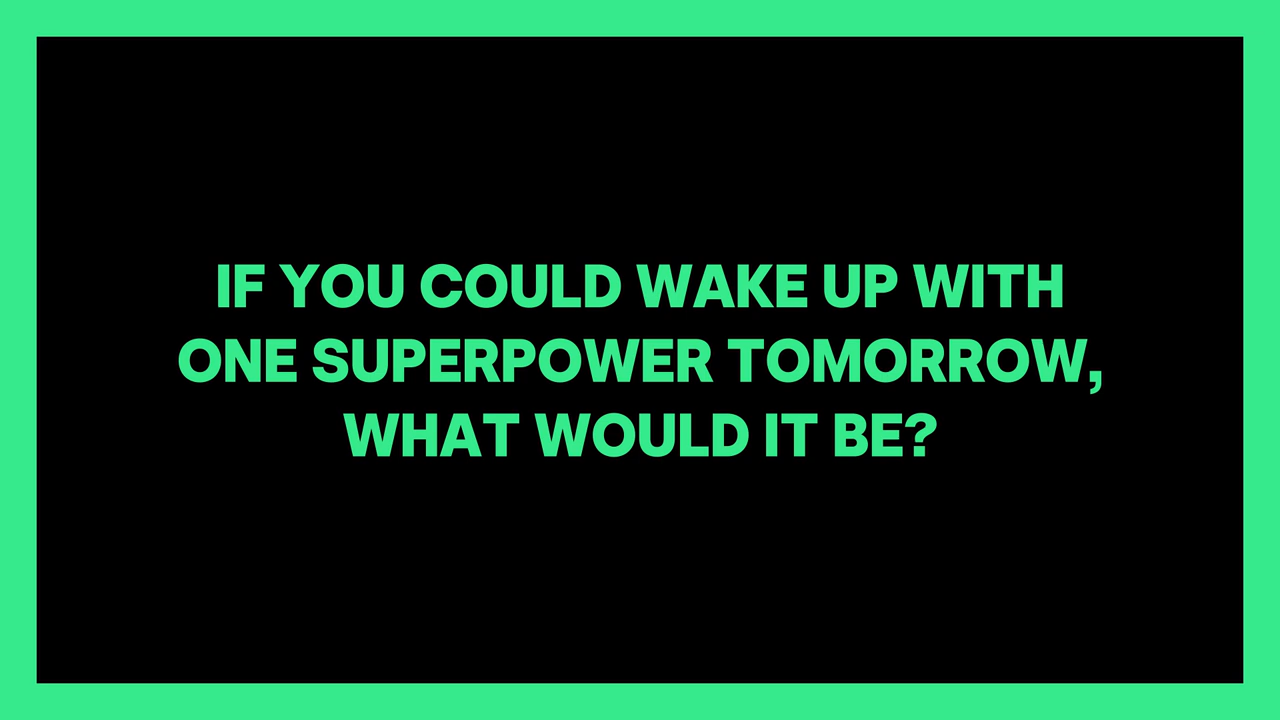 IF YOU COULD WAKE UP WITH
ONE SUPERPOWER TOMORROW,
WHAT WOULD IT BE?